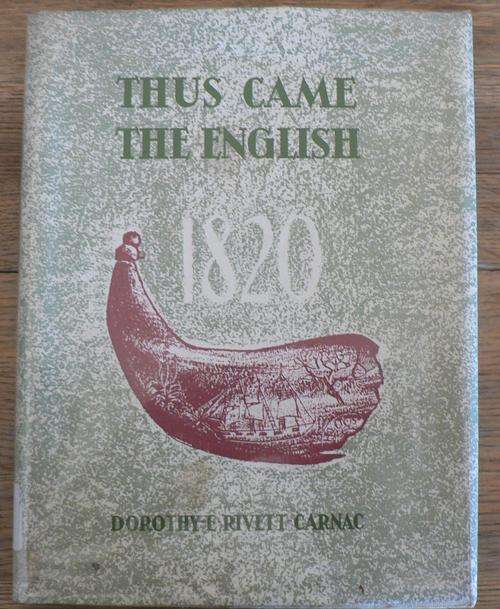 THUS CAME
THE ENGLISH
1820
DOROTHY E RIVETT CARNAC